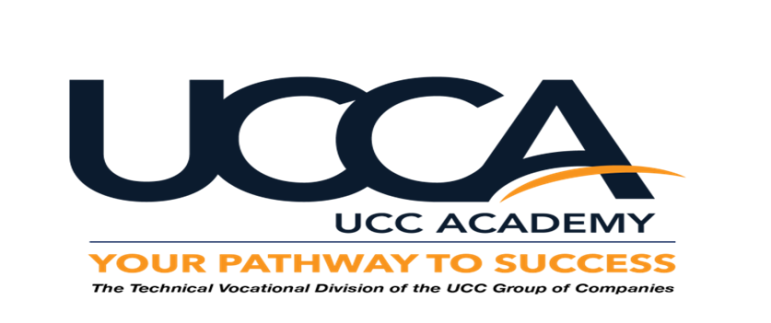 UCCA
UCC ACADEMY
YOUR PATHWAY TO SUCCESS
The Technical Vocational Division of the UCC Group of Companies